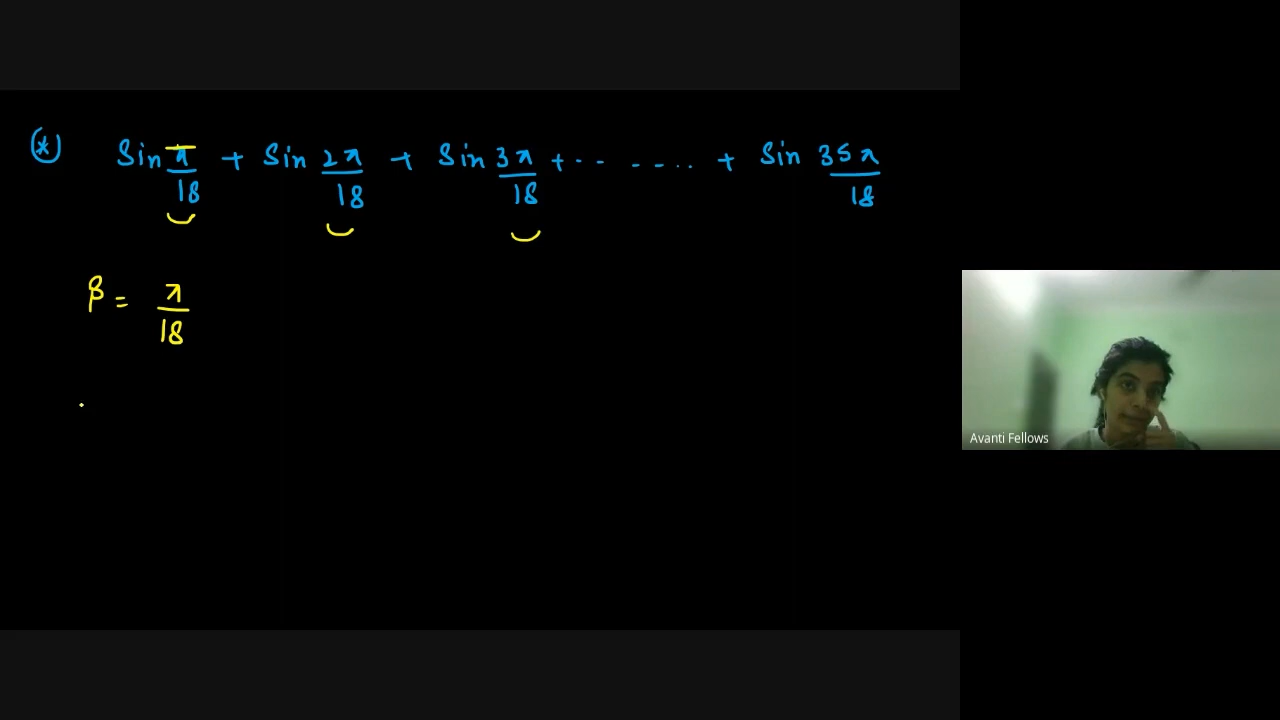 (*) Sin π/18 + Sin 2π/18 + Sin 3π/18 + ·· – – ··· + Sin 35π/18
β = π/18
Avanti Fellows